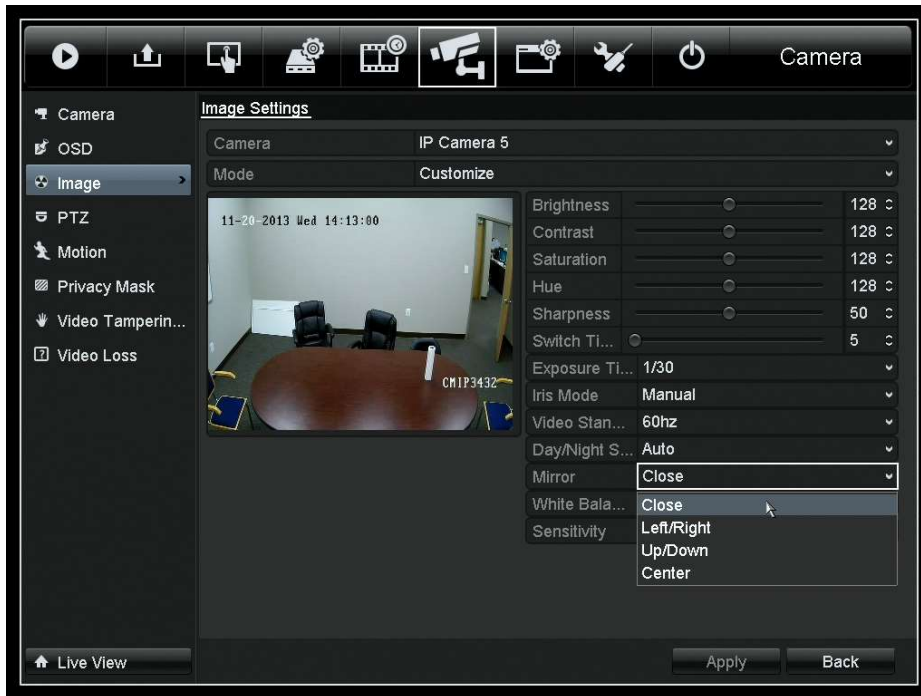 Camera
Camera
OSD
Image
PTZ
Motion
Privacy Mask
Video Tamperin...
Video Loss
Live View
Image Settings
Camera IP Camera 5
Mode Customize
11-20-2013 Wed 14:13:00
CMIP3432
Brightness 128
Contrast 128
Saturation 128
Hue 128
Sharpness 50
Switch Ti... 5
Exposure Ti... 1/30
Iris Mode Manual
Video Stan... 60hz
Day/Night S... Auto
Mirror Close
White Bala... Close
Left/Right
Sensitivity
Up/Down
Center
Apply Back